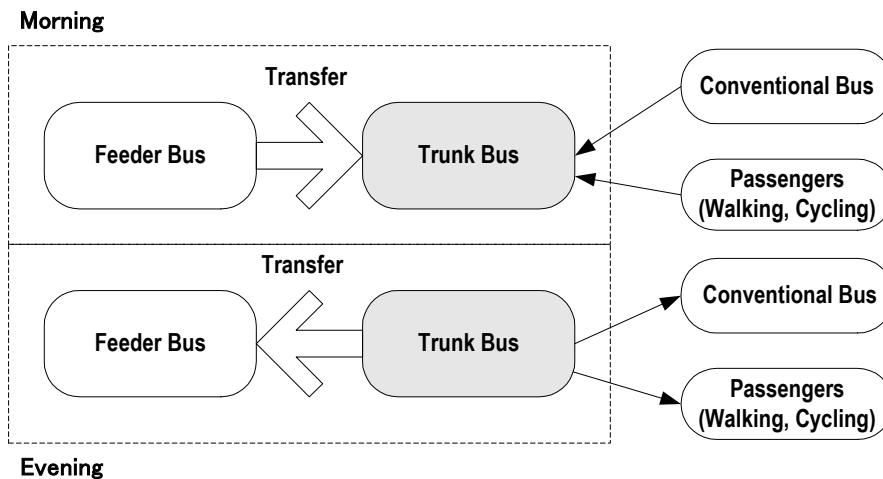 Morning
Transfer
Feeder Bus
Trunk Bus
Conventional Bus
Passengers
(Walking, Cycling)
Transfer
Feeder Bus
Trunk Bus
Conventional Bus
Passengers
(Walking, Cycling)
Evening